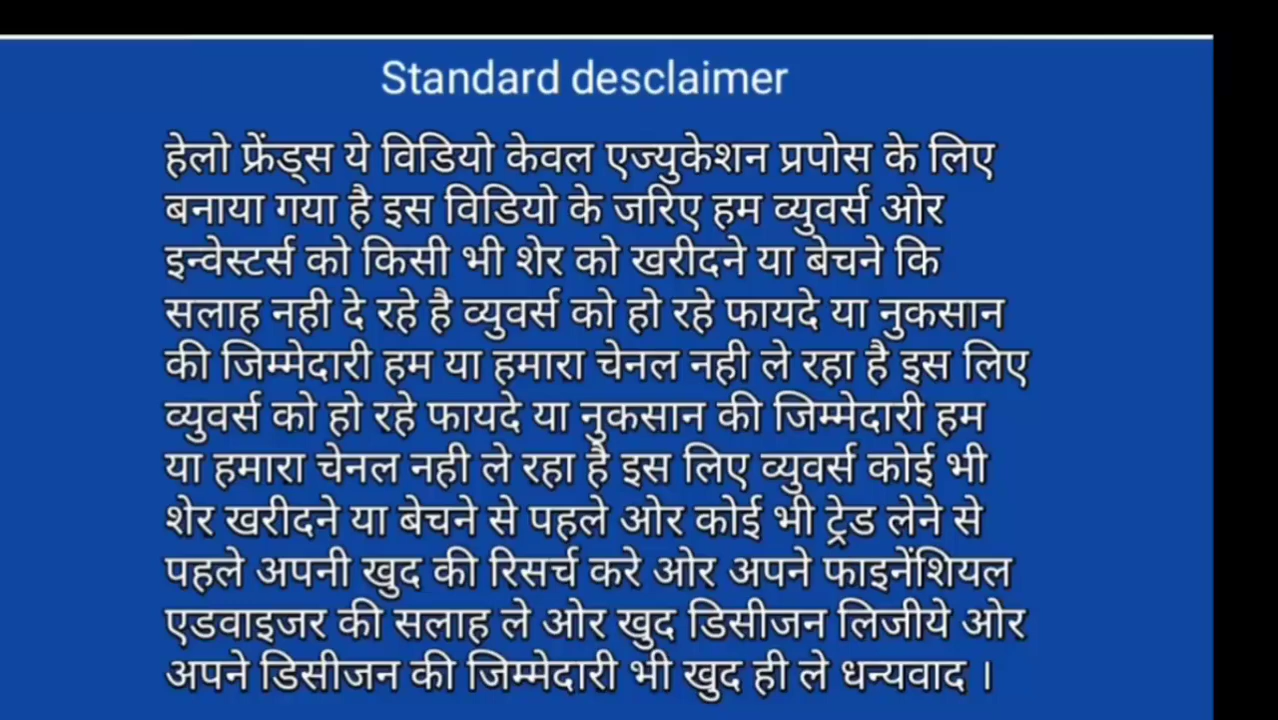 Standard desclaimer
हेलो फ्रेंड्स ये विडियो केवल एज्युकेशन प्रपोस के लिए
बनाया गया है इस विडियो के जरिए हम व्युवर्स ओर
इन्वेस्टर्स को किसी भी शेर को खरीदने या बेचने कि
सलाह नही दे रहे है व्युवर्स को हो रहे फायदे या नुकसान
की जिम्मेदारी हम या हमारा चेनल नही ले रहा है इस लिए
व्युवर्स को हो रहे फायदे या नुकसान की जिम्मेदारी हम
या हमारा चेनल नही ले रहा है इस लिए व्युवर्स कोई भी
शेर खरीदने या बेचने से पहले ओर कोई भी ट्रेड लेने से
पहले अपनी खुद की रिसर्च करे ओर अपने फाइनेंशियल
एडवाइजर की सलाह ले ओर खुद डिसीजन लिजीये ओर
अपने डिसीजन की जिम्मेदारी भी खुद ही ले धन्यवाद ।